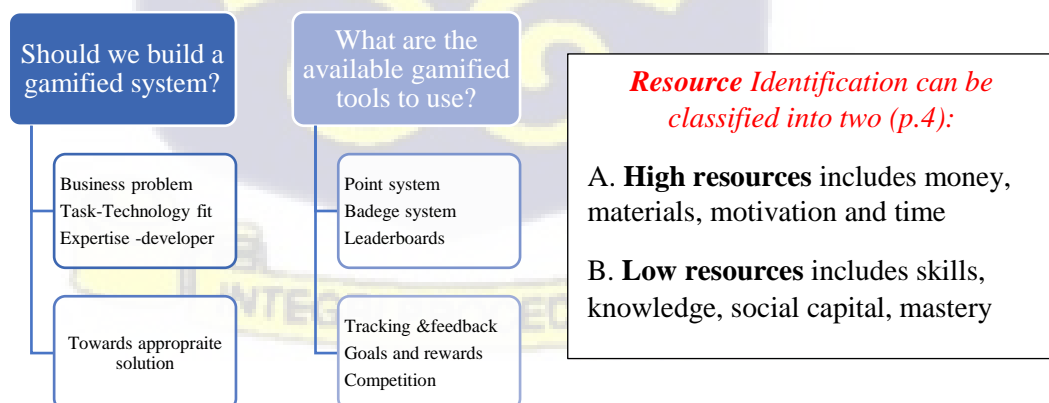 Should we build a
gamified system?
Business problem
Task-Technology fit
Expertise -developer
Towards appropraite
solution
What are the
available gamified
tools to use?
Point system
Badege system
Leaderboards
Tracking &feedback
Goals and rewards
Competition
Resource Identification can be
classified into two (p.4):
A. High resources includes money,
materials, motivation and time
B. Low resources includes skills,
knowledge, social capital, mastery